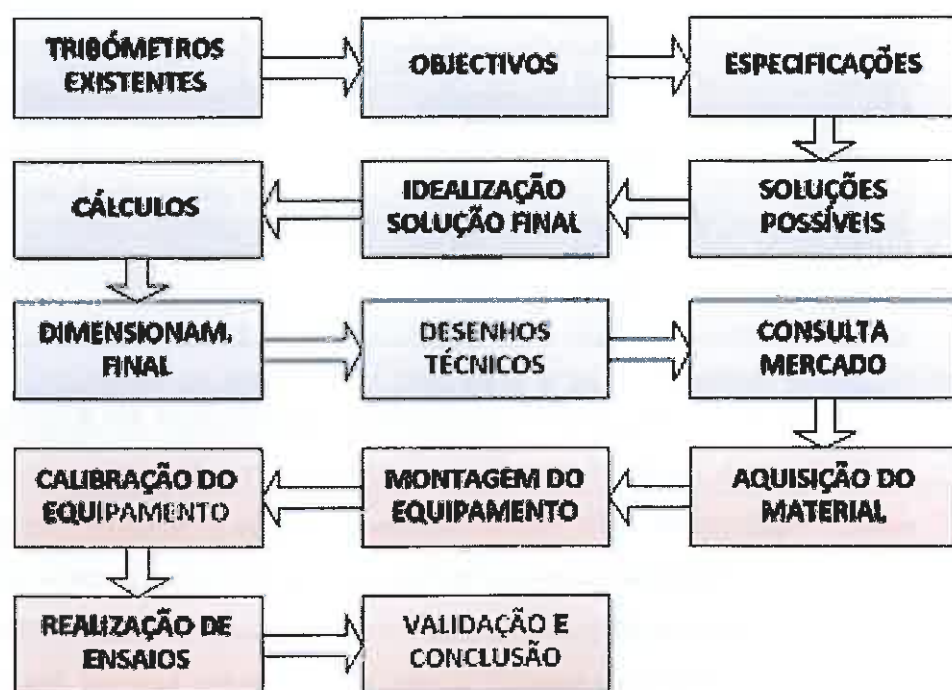 TRIBÓMETROS
EXISTENTES
OBJECTIVOS
ESPECIFICAÇÕES
SOLUÇÕES
POSSÍVEIS
IDEALIZAÇÃO
SOLUÇÃO FINAL
CÁLCULOS
DIMENSIONAM.
FINAL
DESENHOS
TÉCNICOS
CONSULTA
MERCADO
AQUISIÇÃO DO
MATERIAL
MONTAGEM DO
EQUIPAMENTO
CALIBRAÇÃO DO
EQUIPAMENTO
REALIZAÇÃO DE
ENSAIOS
VALIDAÇÃO E
CONCLUSÃO